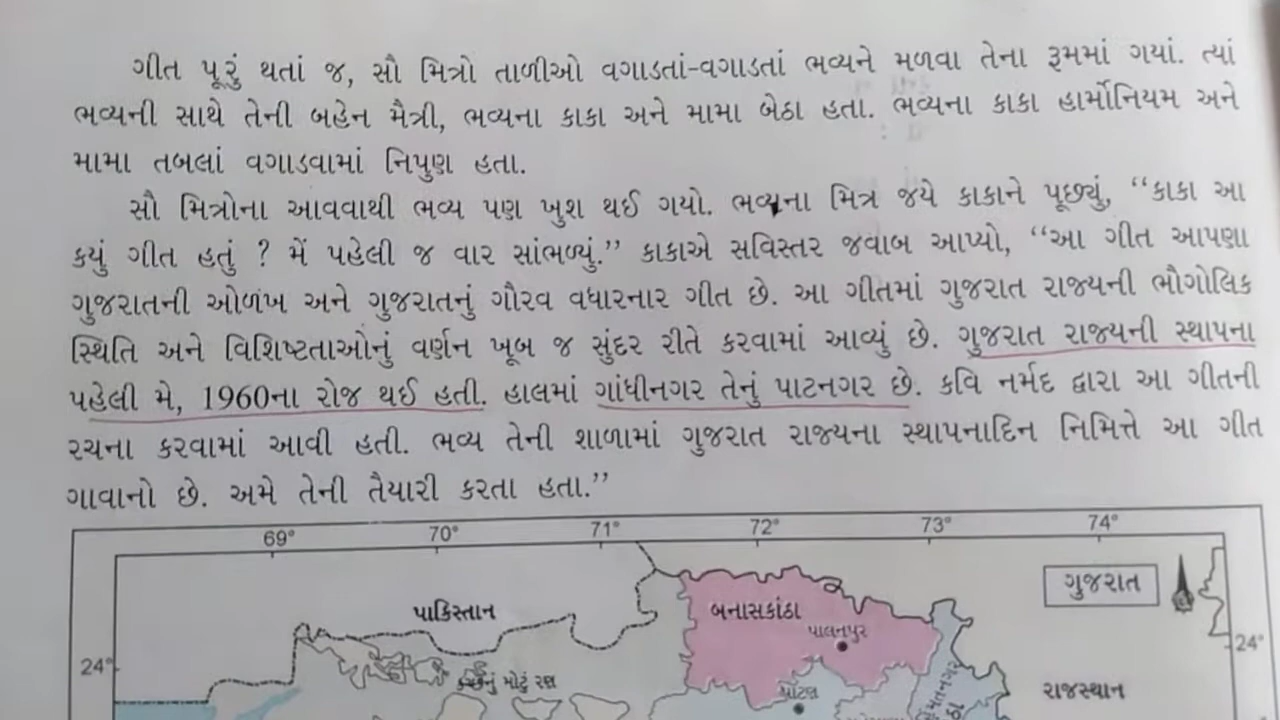 ગીત પૂરું થતાં જ, સૌ મિત્રો તાળીઓ વગાડતાં-વગાડતાં ભવ્યને મળવા તેના રૂમમાં ગયાં. ત્યાં
ભવ્યની સાથે તેની બહેન મૈત્રી, ભવ્યના કાકા અને મામા બેઠા હતા. ભવ્યના કાકા હાર્મોનિયમ અને
મામા તબલાં વગાડવામાં નિપુણ હતા.
સૌ મિત્રોના આવવાથી ભવ્ય પણ ખુશ થઈ ગયો. ભવ્યના મિત્ર જયે કાકાને પૂછ્યું, “કાકા આ
કયું ગીત હતું ? મેં પહેલી જ વાર સાંભળ્યું.” કાકાએ સવિસ્તર જવાબ આપ્યો, “આ ગીત આપણા
ગુજરાતની ઓળખ અને ગુજરાતનું ગૌરવ વધારનાર ગીત છે. આ ગીતમાં ગુજરાત રાજ્યની ભૌગોલિક
સ્થિતિ અને વિશિષ્ટતાઓનું વર્ણન ખૂબ જ સુંદર રીતે કરવામાં આવ્યું છે. ગુજરાત રાજ્યની સ્થાપના
પહેલી મે, 1960ના રોજ થઈ હતી. હાલમાં ગાંધીનગર તેનું પાટનગર છે. કવિ નર્મદ દ્વારા આ ગીતની
રચના કરવામાં આવી હતી. ભવ્ય તેની શાળામાં ગુજરાત રાજ્યના સ્થાપનાદિન નિમિત્તે આ ગીત
ગાવાનો છે. અમે તેની તૈયારી કરતા હતા.”
69° 70° 71° 72° 73° 74°
ગુજરાત
પાકિસ્તાન
બનાસકાંઠા
પાલનપુર
24° 24°
કચ્છનું મોટું રણ
પાટણ
રાજસ્થાન